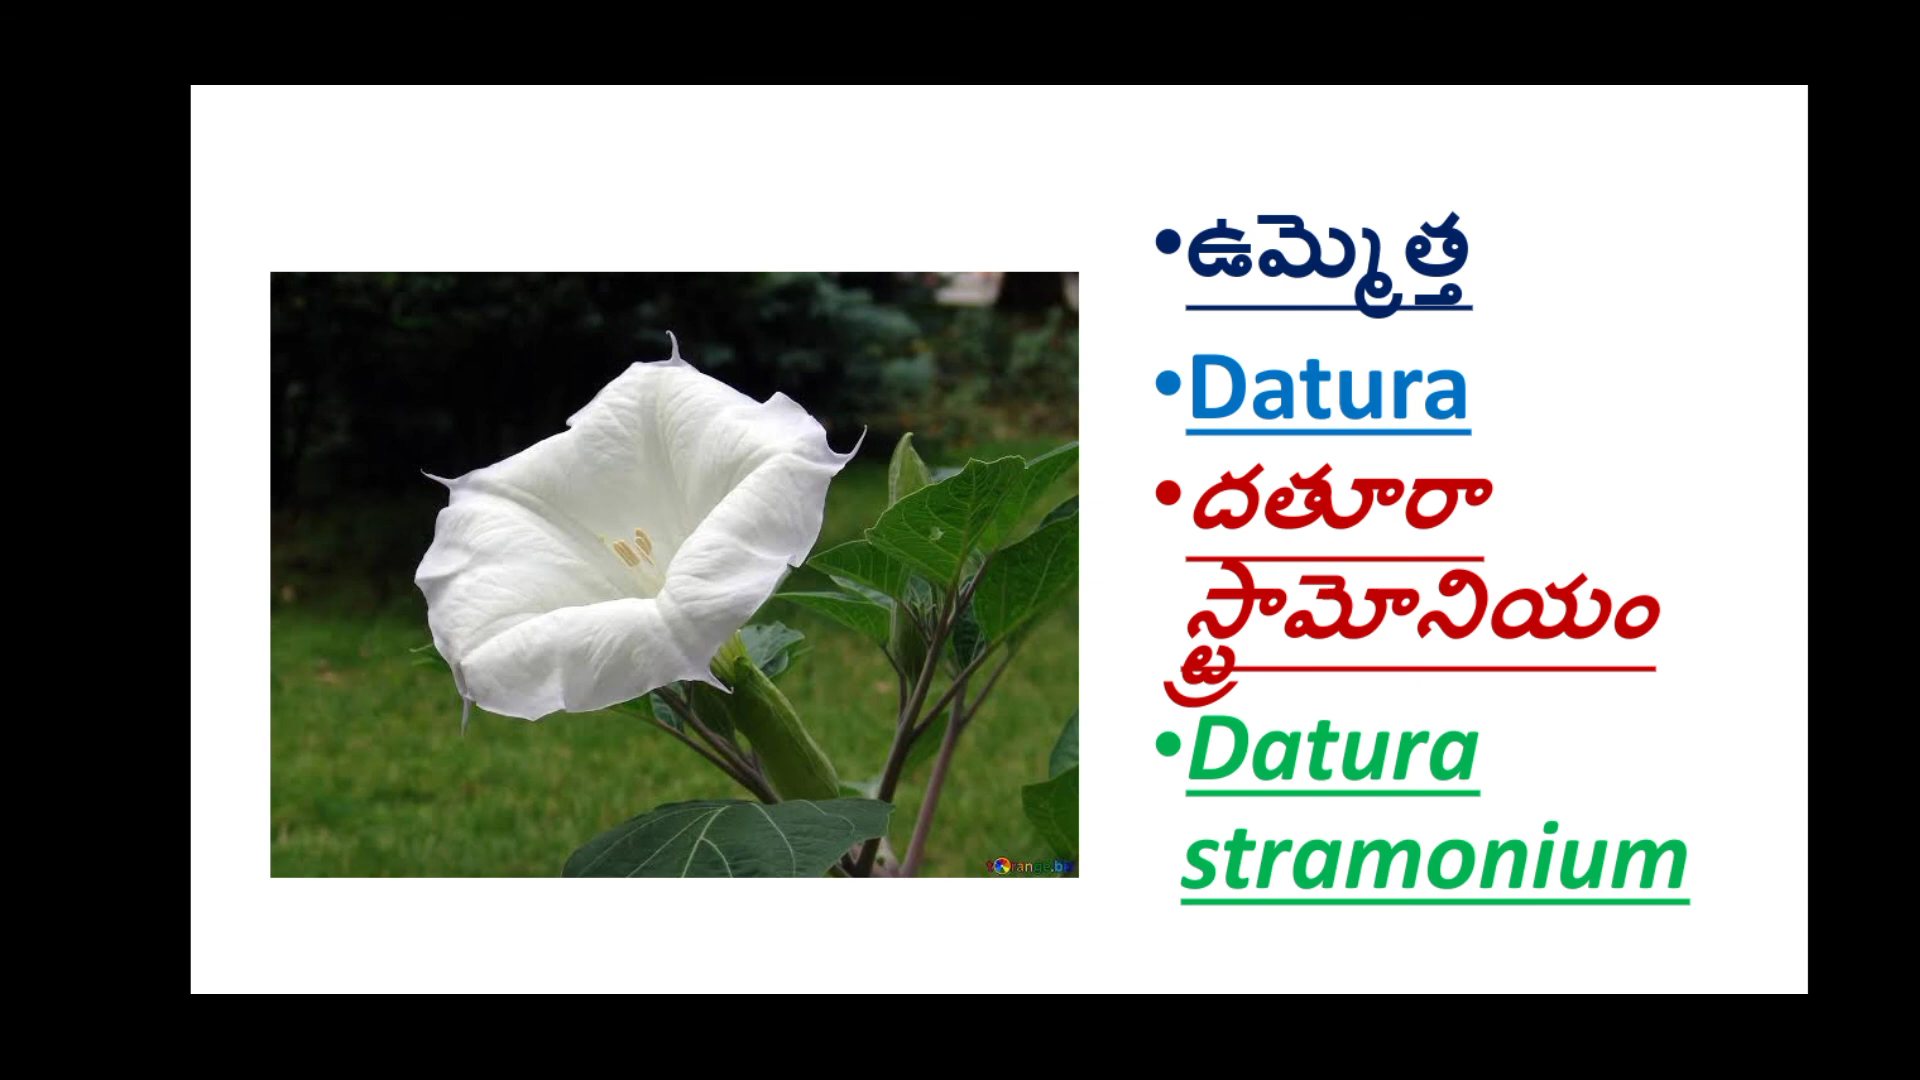 •ఉమ్మెత్త
•Datura
•దతూరా
స్ట్రామోనియం
•Datura
stramonium